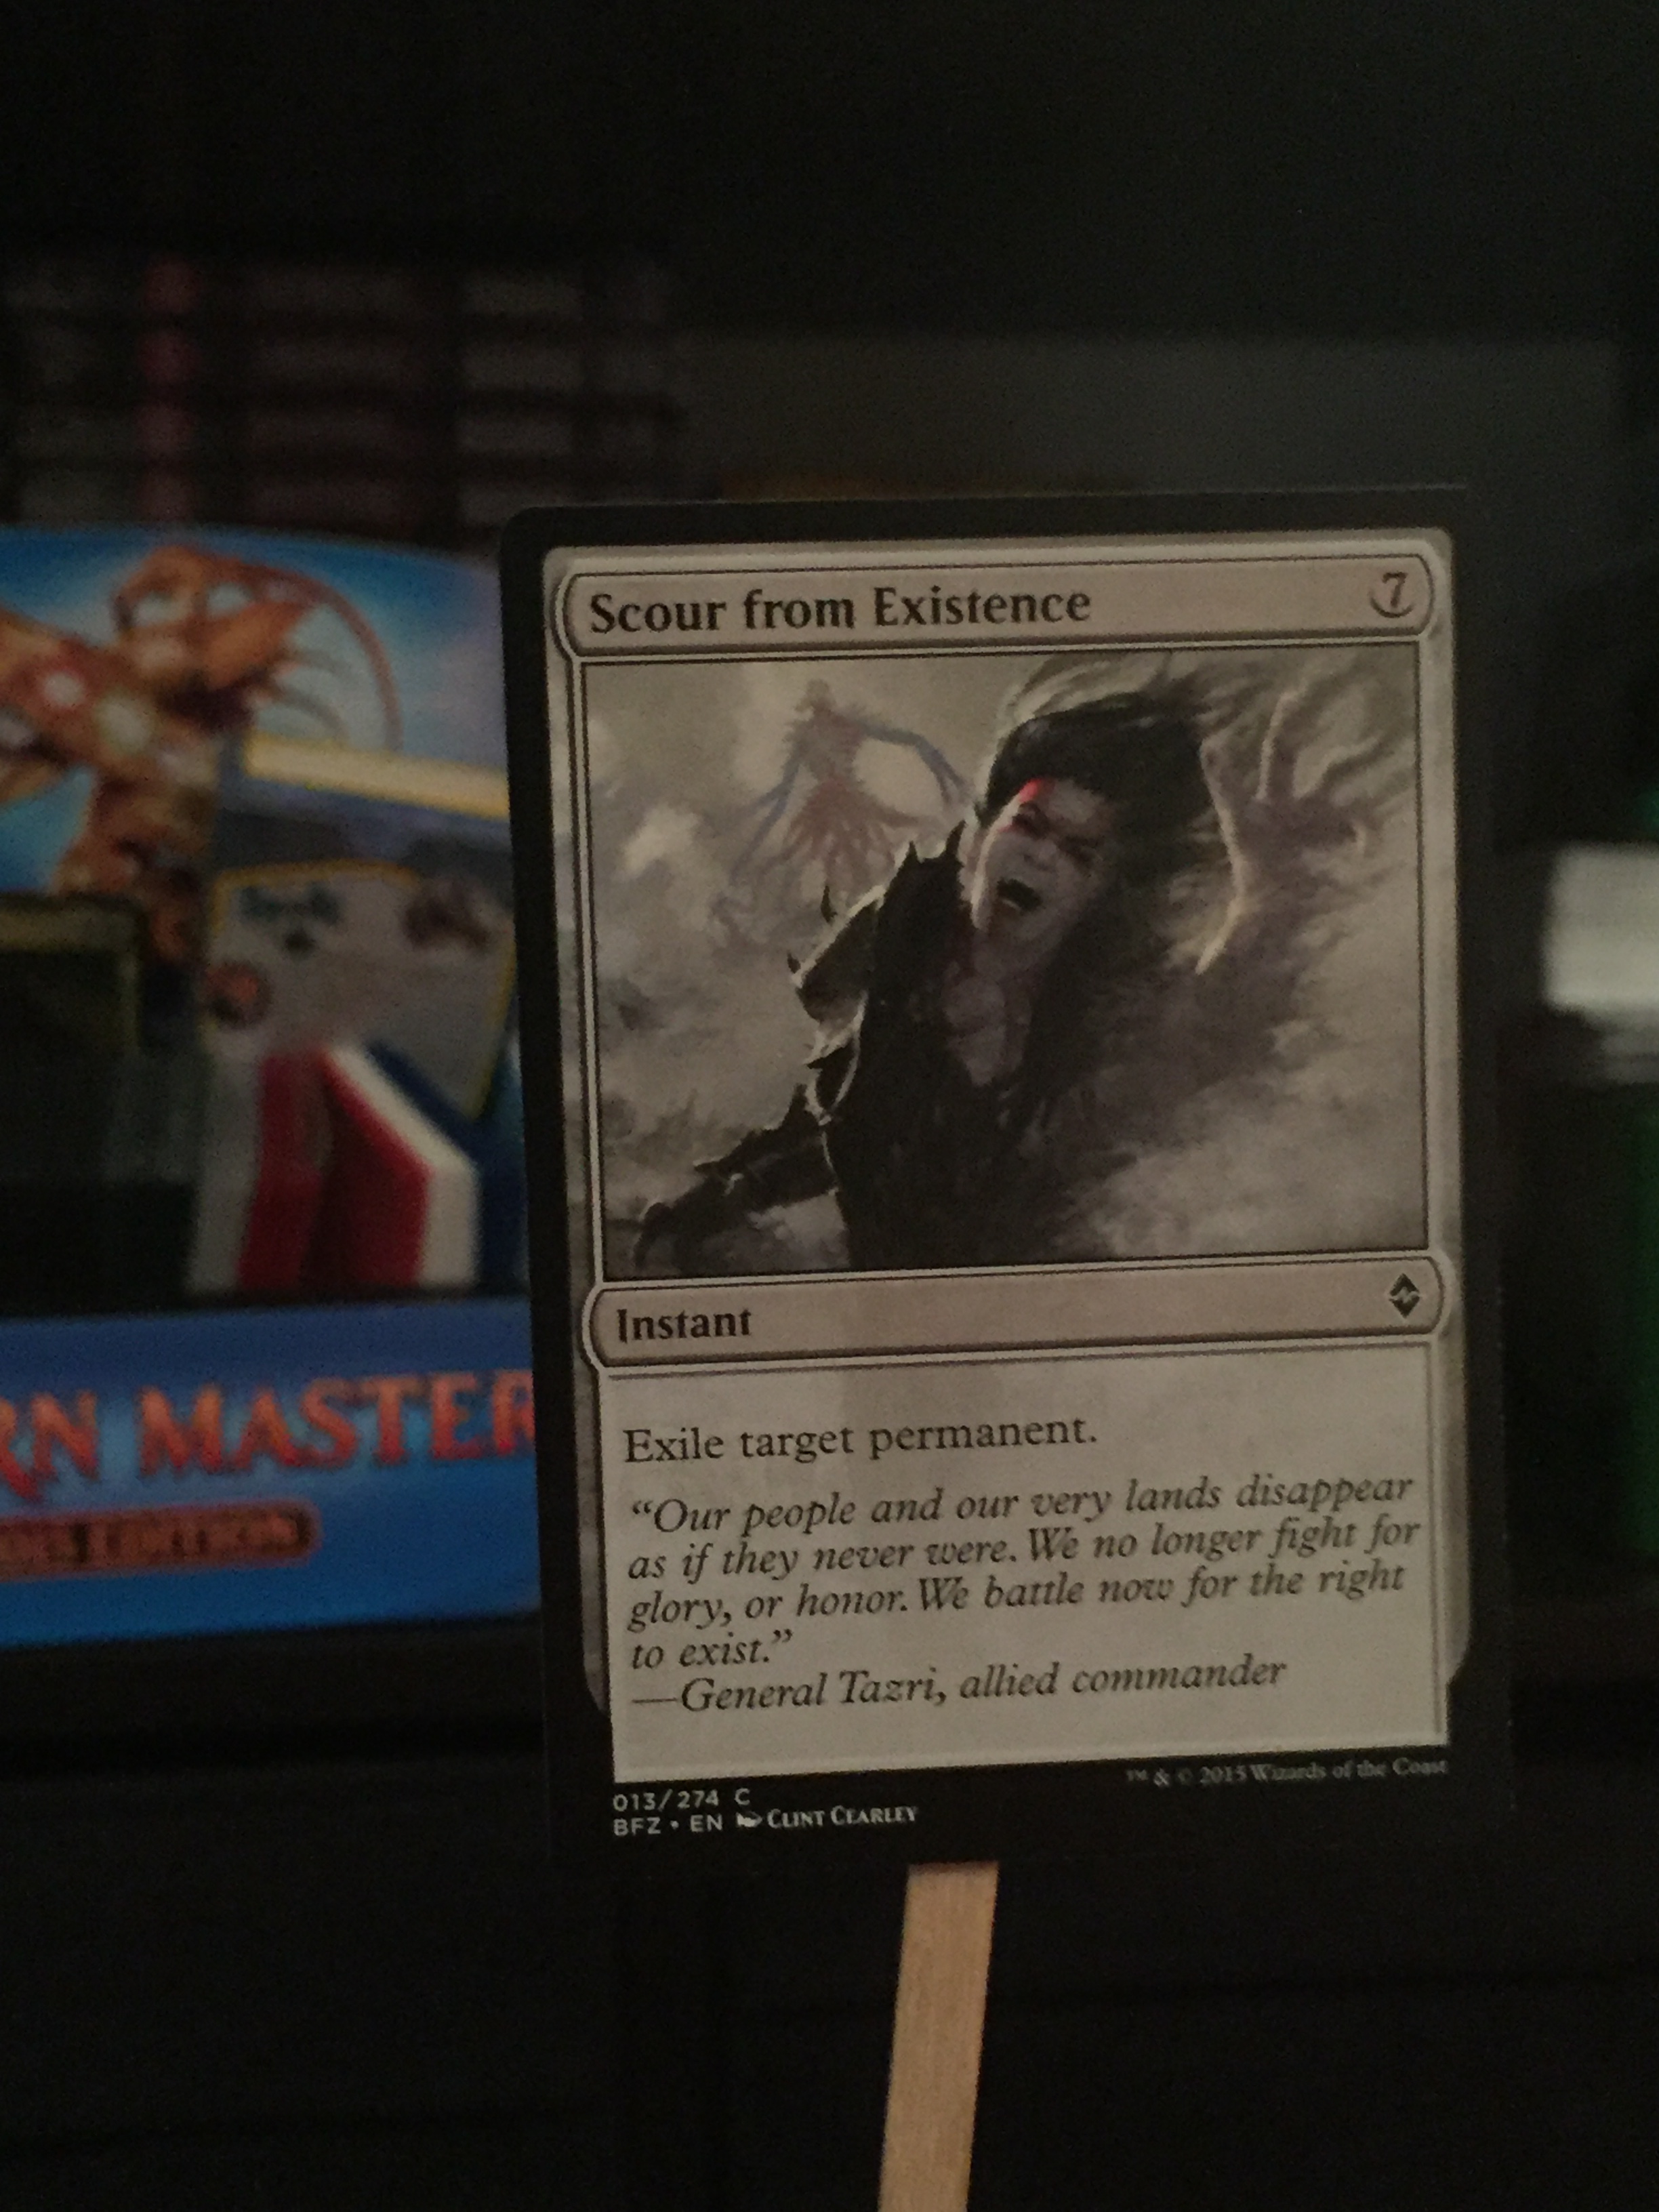 Scour from Existence 7
Instant
Exile target permanent.
“Our people and our very lands disappear
as if they never were. We no longer fight for
glory, or honor. We battle now for the right
to exist.”
—General Tazri, allied commander
™ & © 2015 Wizards of the Coast
013/274 C
BFZ • EN CLINT CEARLEY
RN MASTER